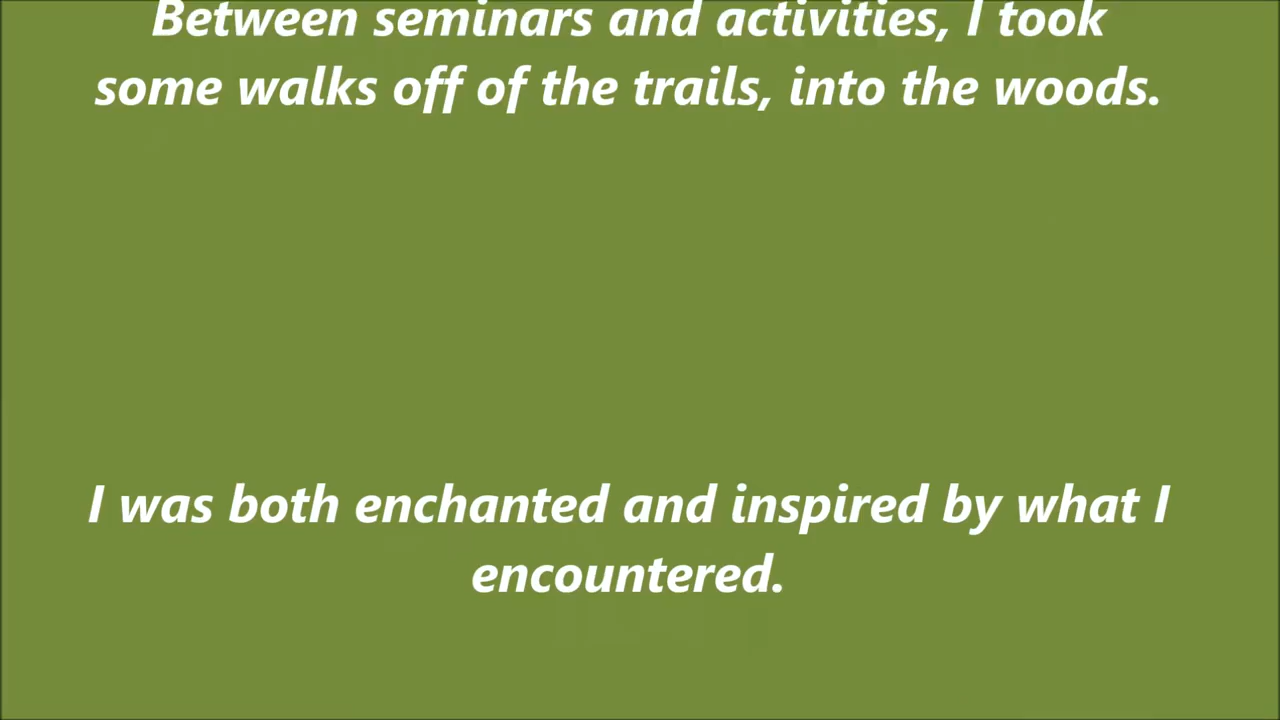 Between seminars and activities, I took
some walks off of the trails, into the woods.
I was both enchanted and inspired by what I
encountered.